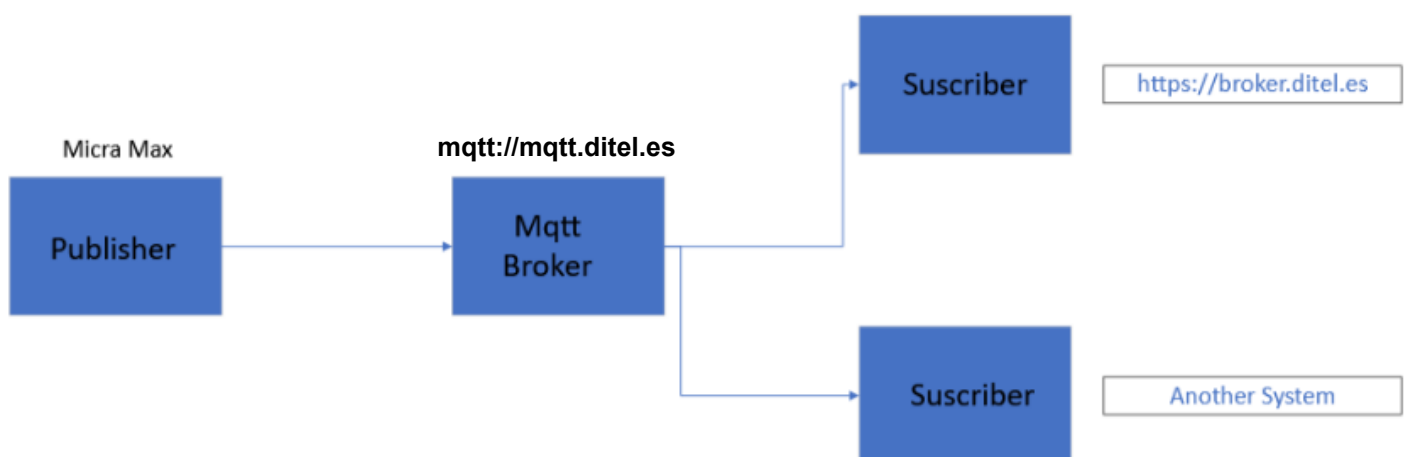 Micra Max
Publisher
mqtt://mqtt.ditel.es
Mqtt
Broker
Suscriber
https://broker.ditel.es
Suscriber
Another System